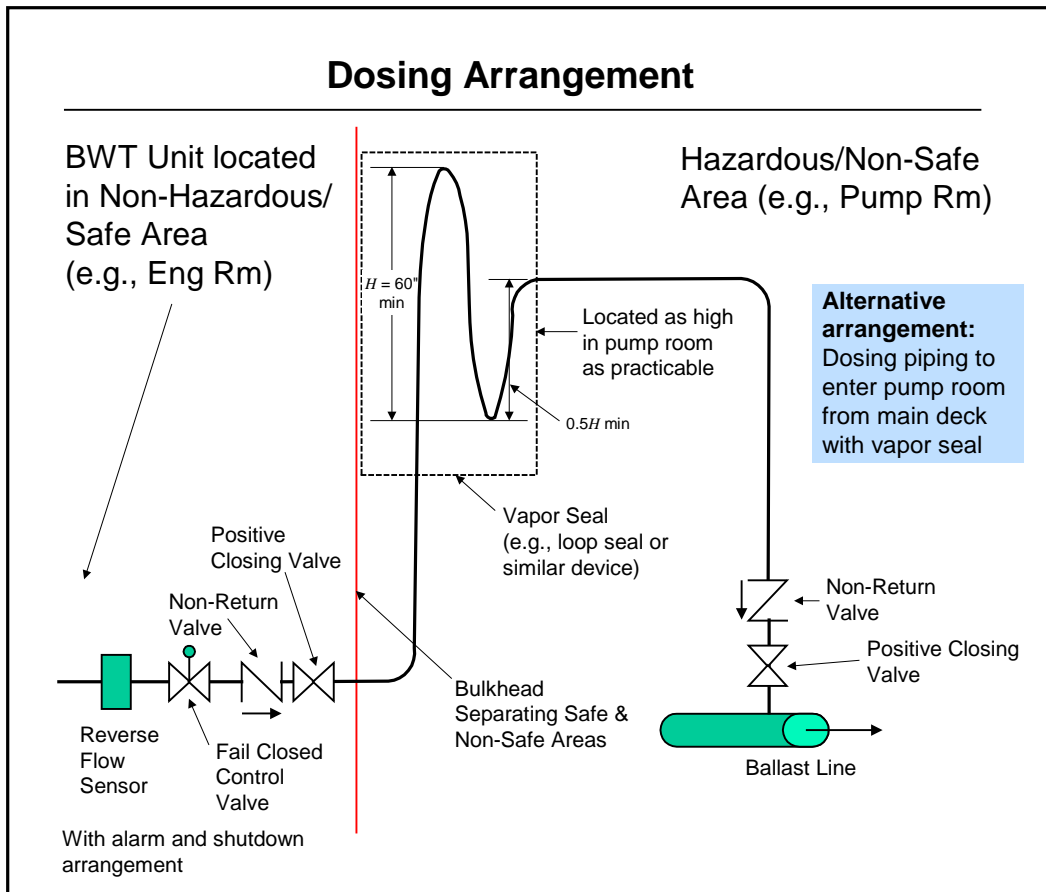 Dosing Arrangement
BWT Unit located
in Non-Hazardous/
Safe Area
(e.g., Eng Rm)
Hazardous/Non-Safe
Area (e.g., Pump Rm)
H = 60"
min
Located as high
in pump room
as practicable
0.5H min
Alternative
arrangement:
Dosing piping to
enter pump room
from main deck
with vapor seal
Vapor Seal
(e.g., loop seal or
similar device)
Positive
Closing Valve
Non-Return
Valve
Non-Return
Valve
Positive Closing
Valve
Bulkhead
Separating Safe &
Non-Safe Areas
Reverse
Flow
Sensor
Fail Closed
Control
Valve
Ballast Line
With alarm and shutdown
arrangement